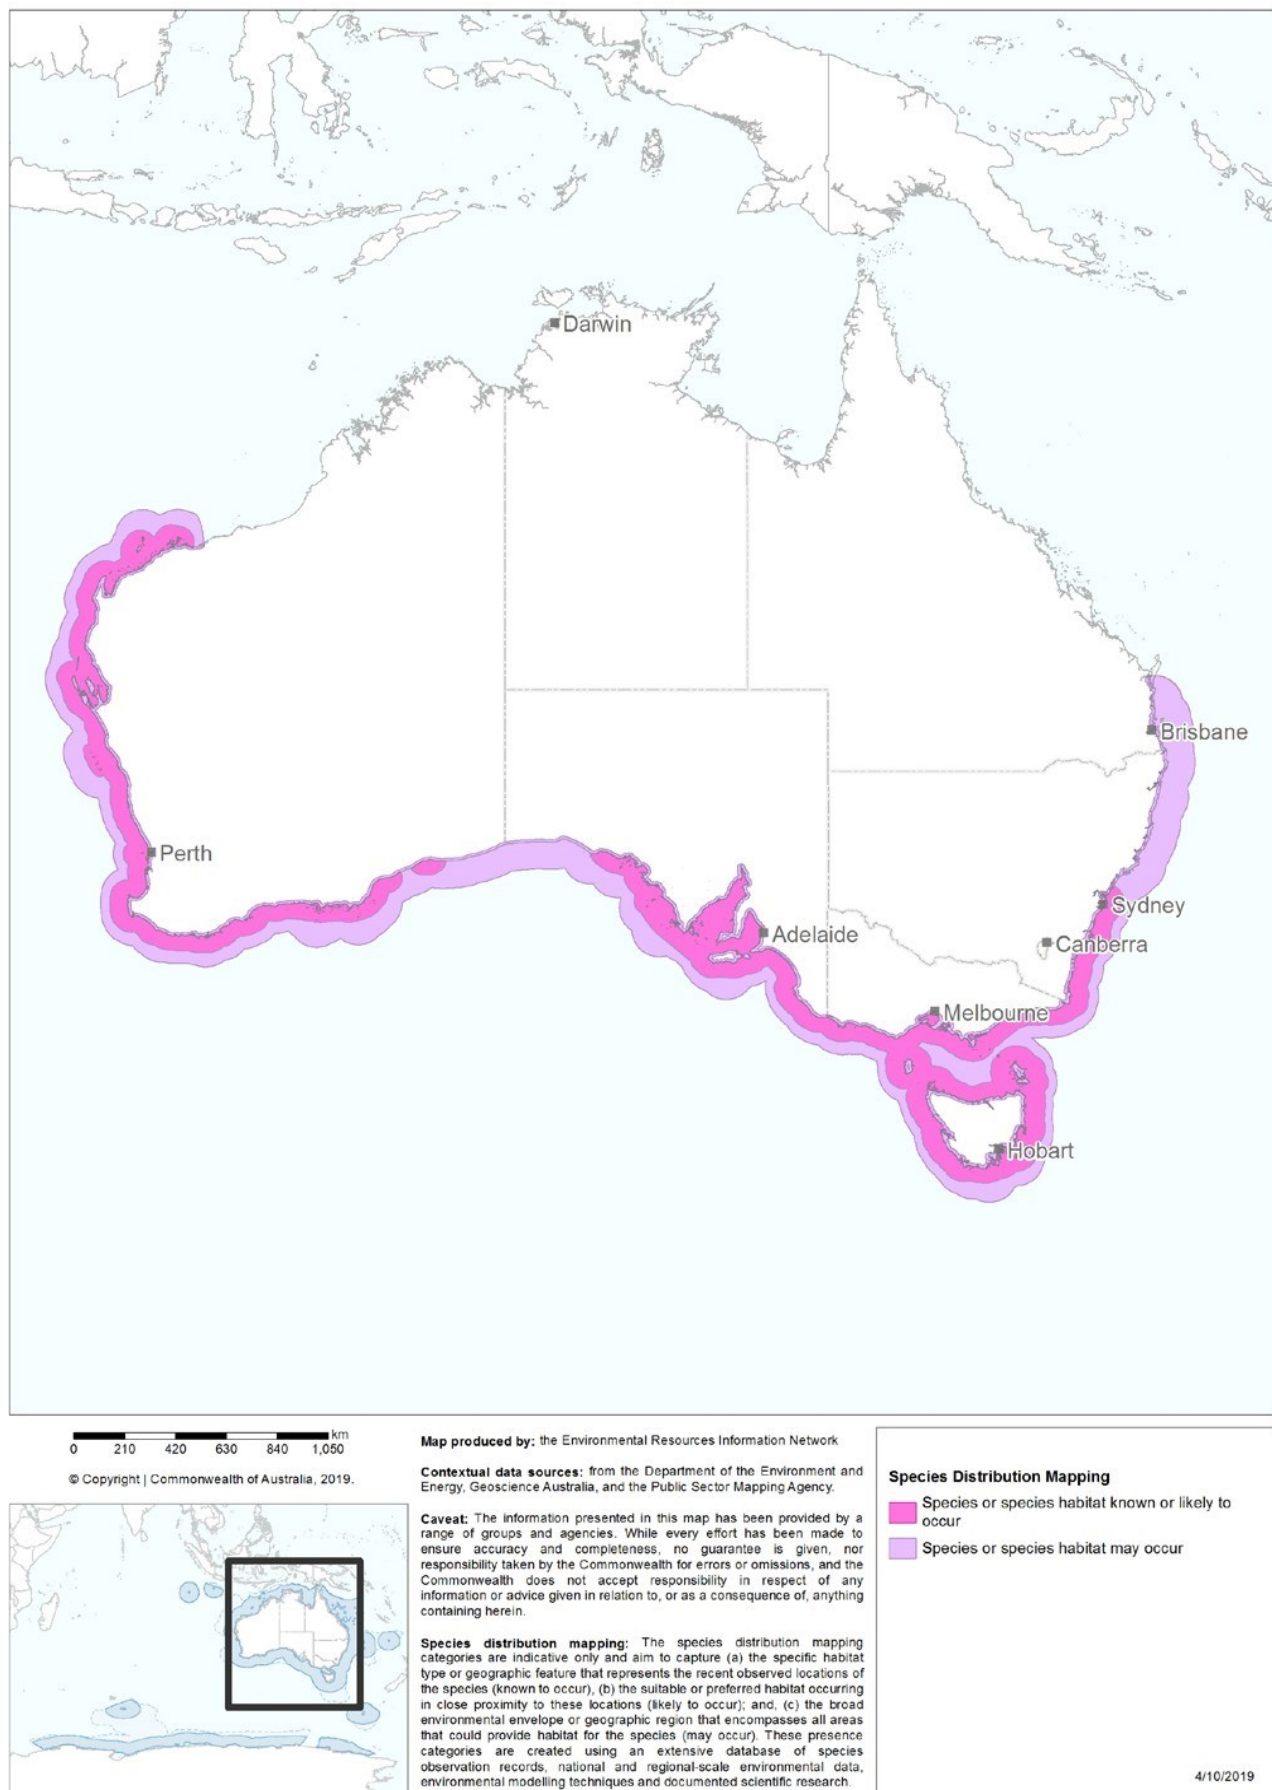 Darwin
Brisbane
Perth
Sydney
Adelaide
Canberra
Melbourne
Hobart
km
0 210 420 630 840 1,050
© Copyright | Commonwealth of Australia, 2019.
Map produced by: the Environmental Resources Information Network
Contextual data sources: from the Department of the Environment and
Energy, Geoscience Australia, and the Public Sector Mapping Agency.
Caveat: The information presented in this map has been provided by a
range of groups and agencies. While every effort has been made to
ensure accuracy and completeness, no guarantee is given, nor
responsibility taken by the Commonwealth for errors or omissions, and the
Commonwealth does not accept responsibility in respect of any
information or advice given in relation to, or as a consequence of, anything
containing herein.
Species distribution mapping: The species distribution mapping
categories are indicative only and aim to capture (a) the specific habitat
type or geographic feature that represents the recent observed locations of
the species (known to occur), (b) the suitable or preferred habitat occurring
in close proximity to these locations (likely to occur); and, (c) the broad
environmental envelope or geographic region that encompasses all areas
that could provide habitat for the species (may occur). These presence
categories are created using an extensive database of species
observation records, national and regional-scale environmental data,
environmental modelling techniques and documented scientific research.
Species Distribution Mapping
Species or species habitat known or likely to
occur
Species or species habitat may occur
4/10/2019